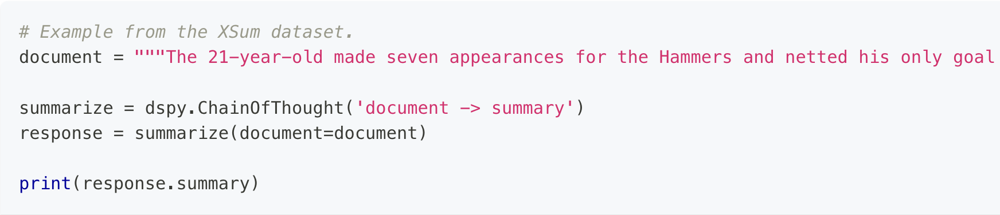 # Example from the XSum dataset.
document = """The 21-year-old made seven appearances for the Hammers and netted his only goal
summarize = dspy.ChainOfThought('document -> summary')
response = summarize(document=document)
print(response.summary)